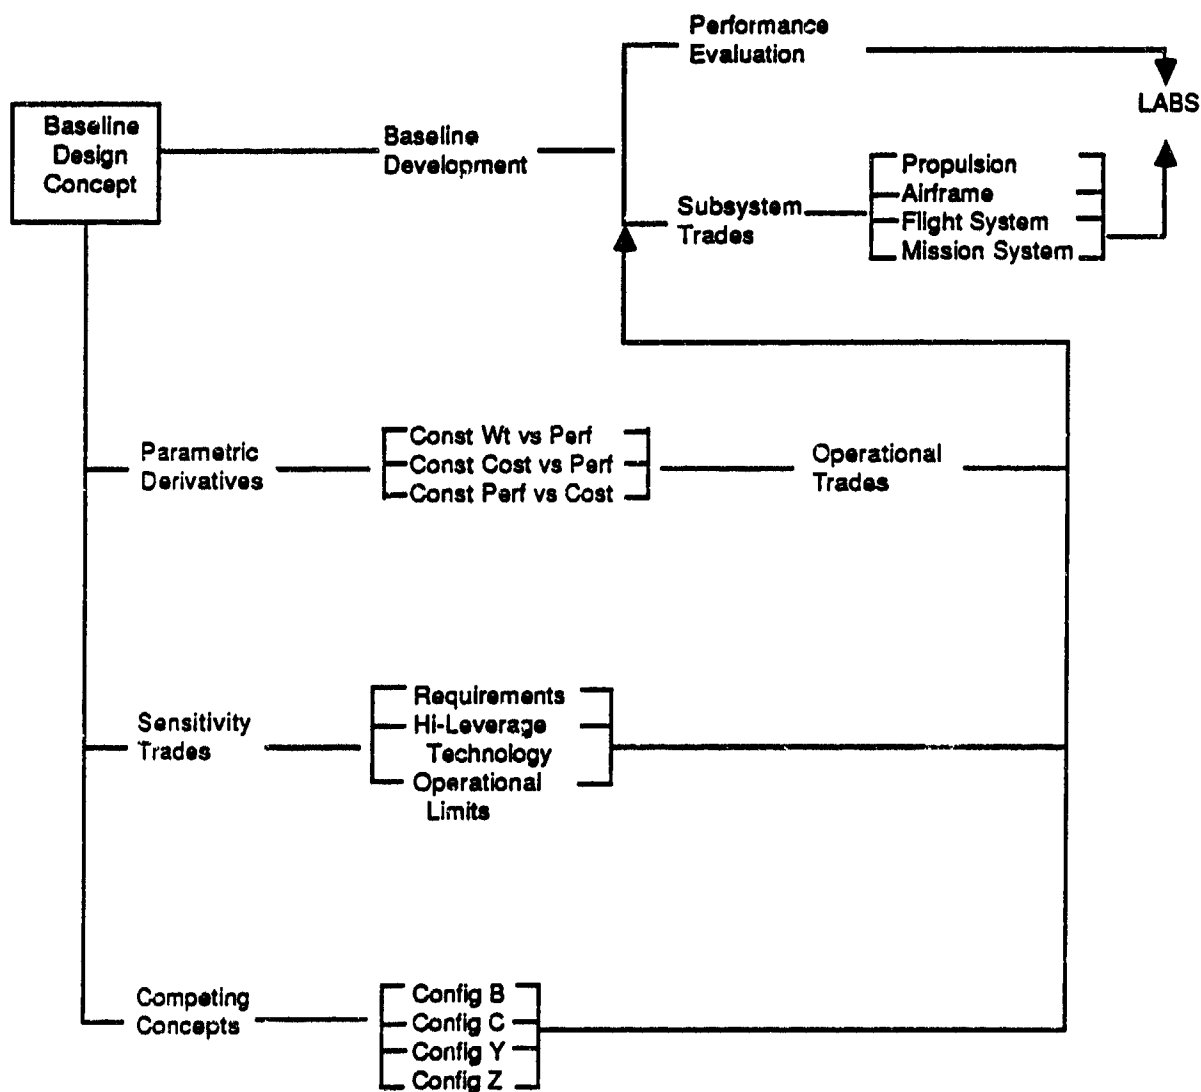 Performance
Evaluation
LABS
Baseline
Design
Concept
Baseline
Development
Subsystem
Trades
Propulsion
Airframe
Flight System
Mission System
Parametric
Derivatives
Const Wt vs Perf
Const Cost vs Perf
Const Perf vs Cost
Operational
Trades
Sensitivity
Trades
Requirements
Hi-Leverage
Technology
Operational
Limits
Competing
Concepts
Config B
Config C
Config Y
Config Z